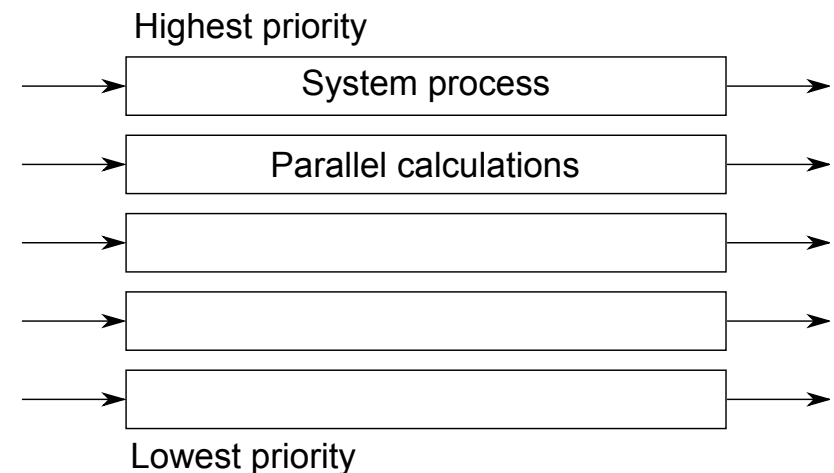 Highest priority
System process
Parallel calculations
Lowest priority